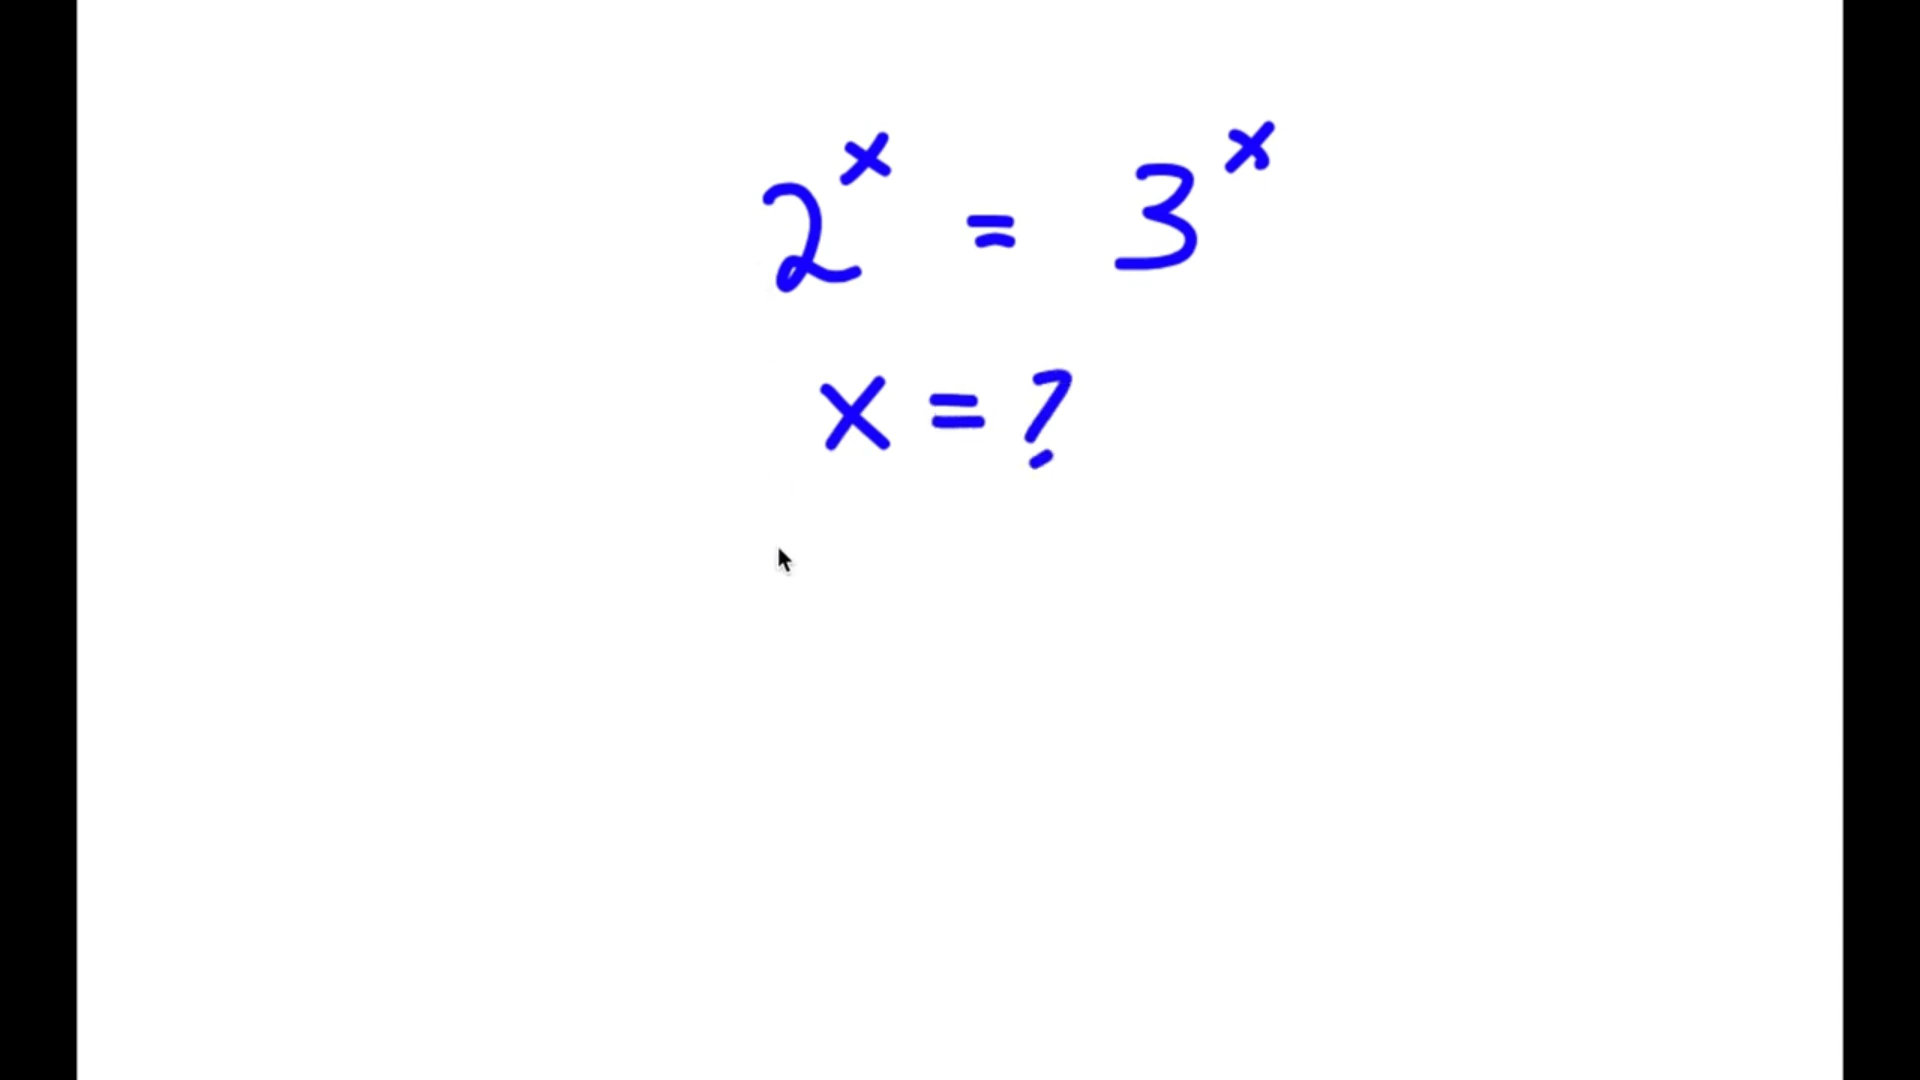 2^x = 3^x
x = ?